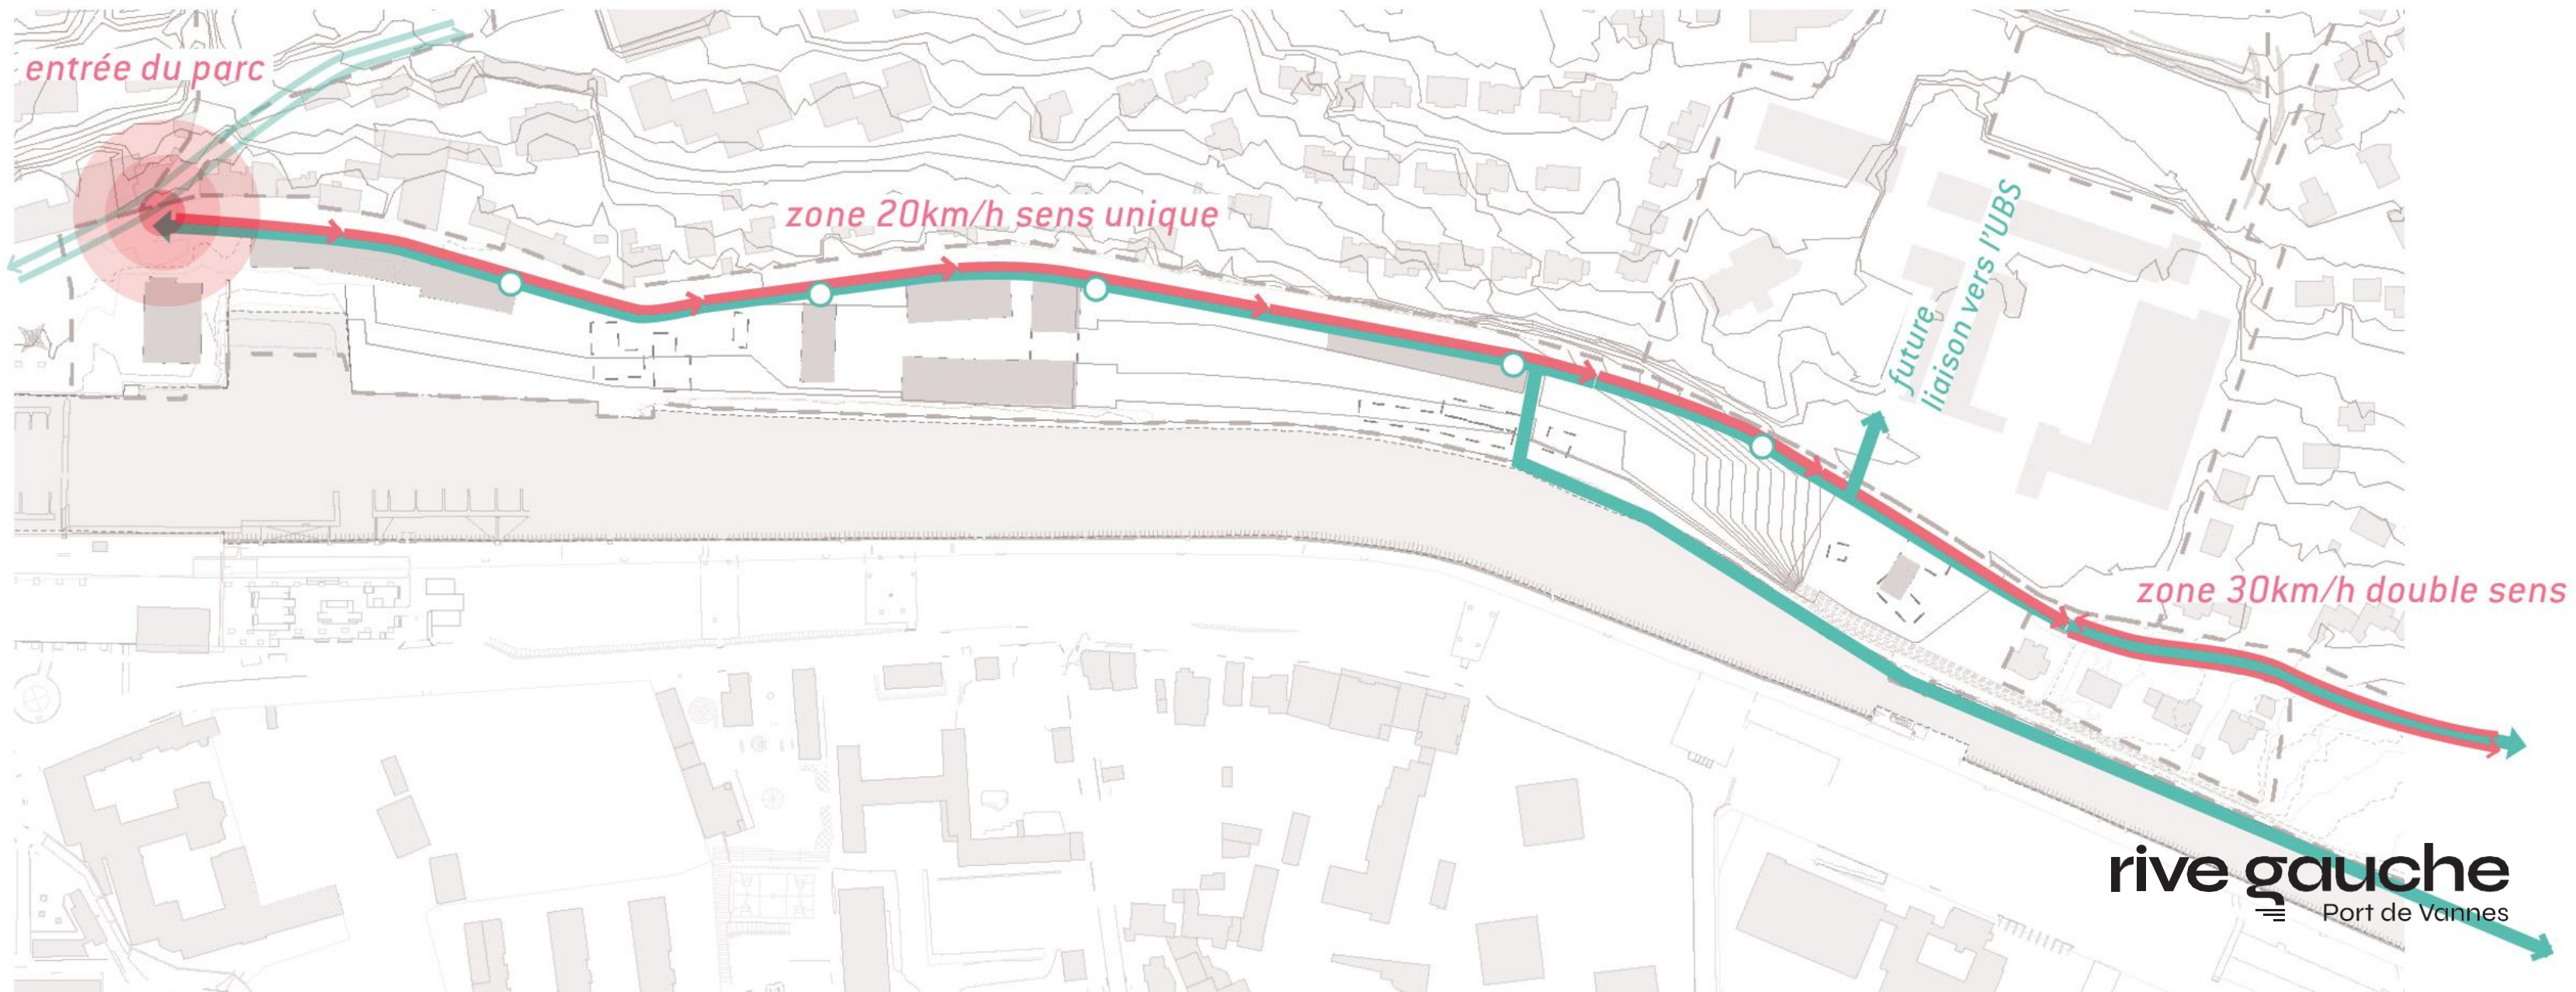 entrée du parc
zone 20km/h sens unique
future
liaison vers l'UBS
zone 30km/h double sens
rive gauche
Port de Vannes